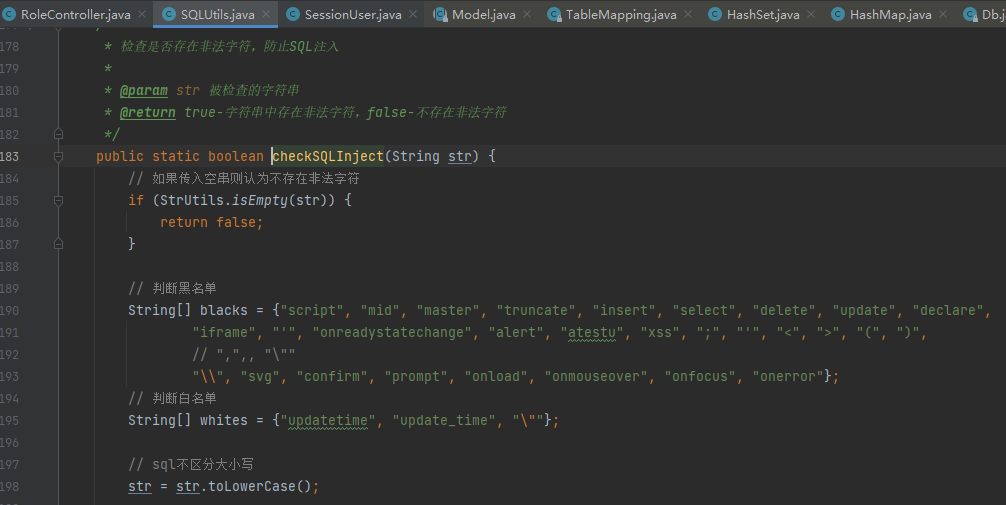 RoleController.java SQLUtils.java SessionUser.java Model.java TableMapping.java HashSet.java HashMap.java Db.j
178 * 检查是否存在非法字符，防止SQL注入
179 *
180 * @param str 被检查的字符串
181 * @return true-字符串中存在非法字符，false-不存在非法字符
182 */
183 public static boolean checkSQLInject(String str) {
184 // 如果传入空串则认为不存在非法字符
185 if (StrUtils.isEmpty(str)) {
186 return false;
187 }
188
189 // 判断黑名单
190 String[] blacks = {"script", "mid", "master", "truncate", "insert", "select", "delete", "update", "declare",
191 "iframe", "'", "onreadystatechange", "alert", "atestu", "xss", ";", "'", "<", ">", "(", ")",
192 // ",",, "\""
193 "\\", "svg", "confirm", "prompt", "onload", "onmouseover", "onfocus", "onerror"};
194 // 判断白名单
195 String[] whites = {"updatetime", "update_time", "\""};
196
197 // sql不区分大小写
198 str = str.toLowerCase();